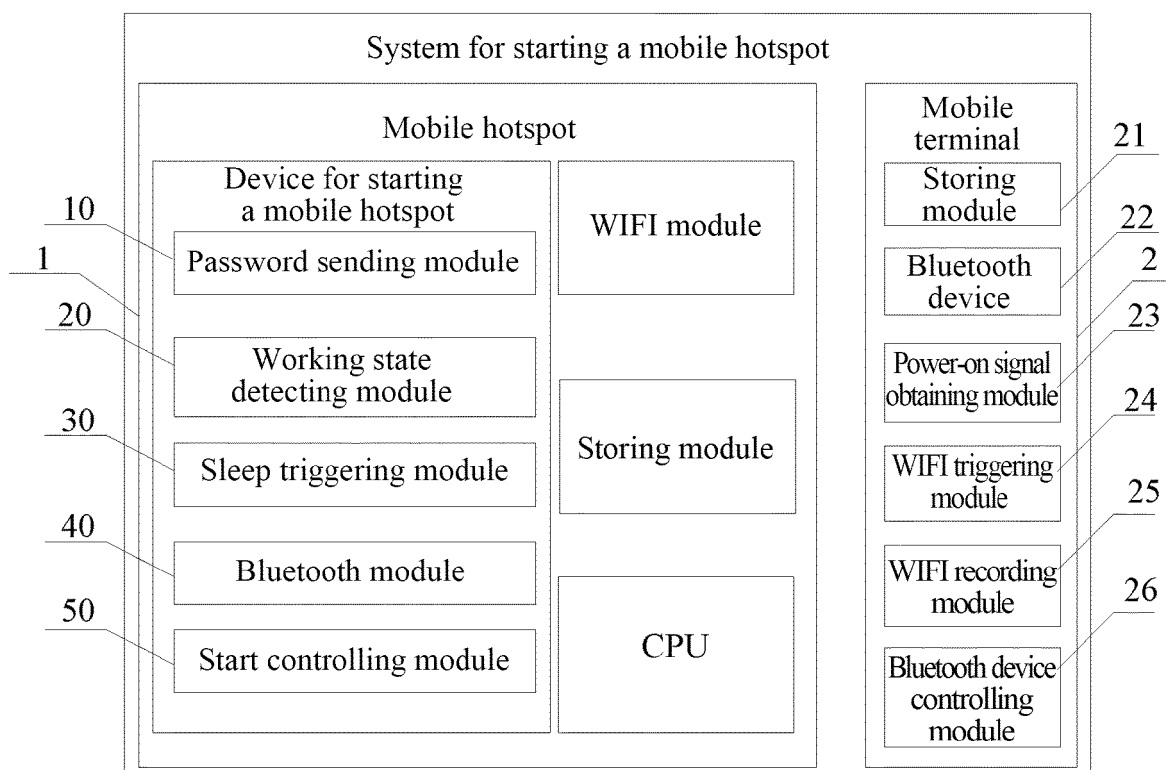 System for starting a mobile hotspot
Mobile hotspot
Device for starting
a mobile hotspot
10
Password sending module
1
20
Working state
detecting module
30
Sleep triggering module
40
Bluetooth module
50
Start controlling module
WIFI module
Storing module
CPU
Mobile
terminal
21
Storing
module
22
Bluetooth
device
2
23
Power-on signal
obtaining module
24
WIFI triggering
module
25
WIFI recording
module
26
Bluetooth device
controlling
module